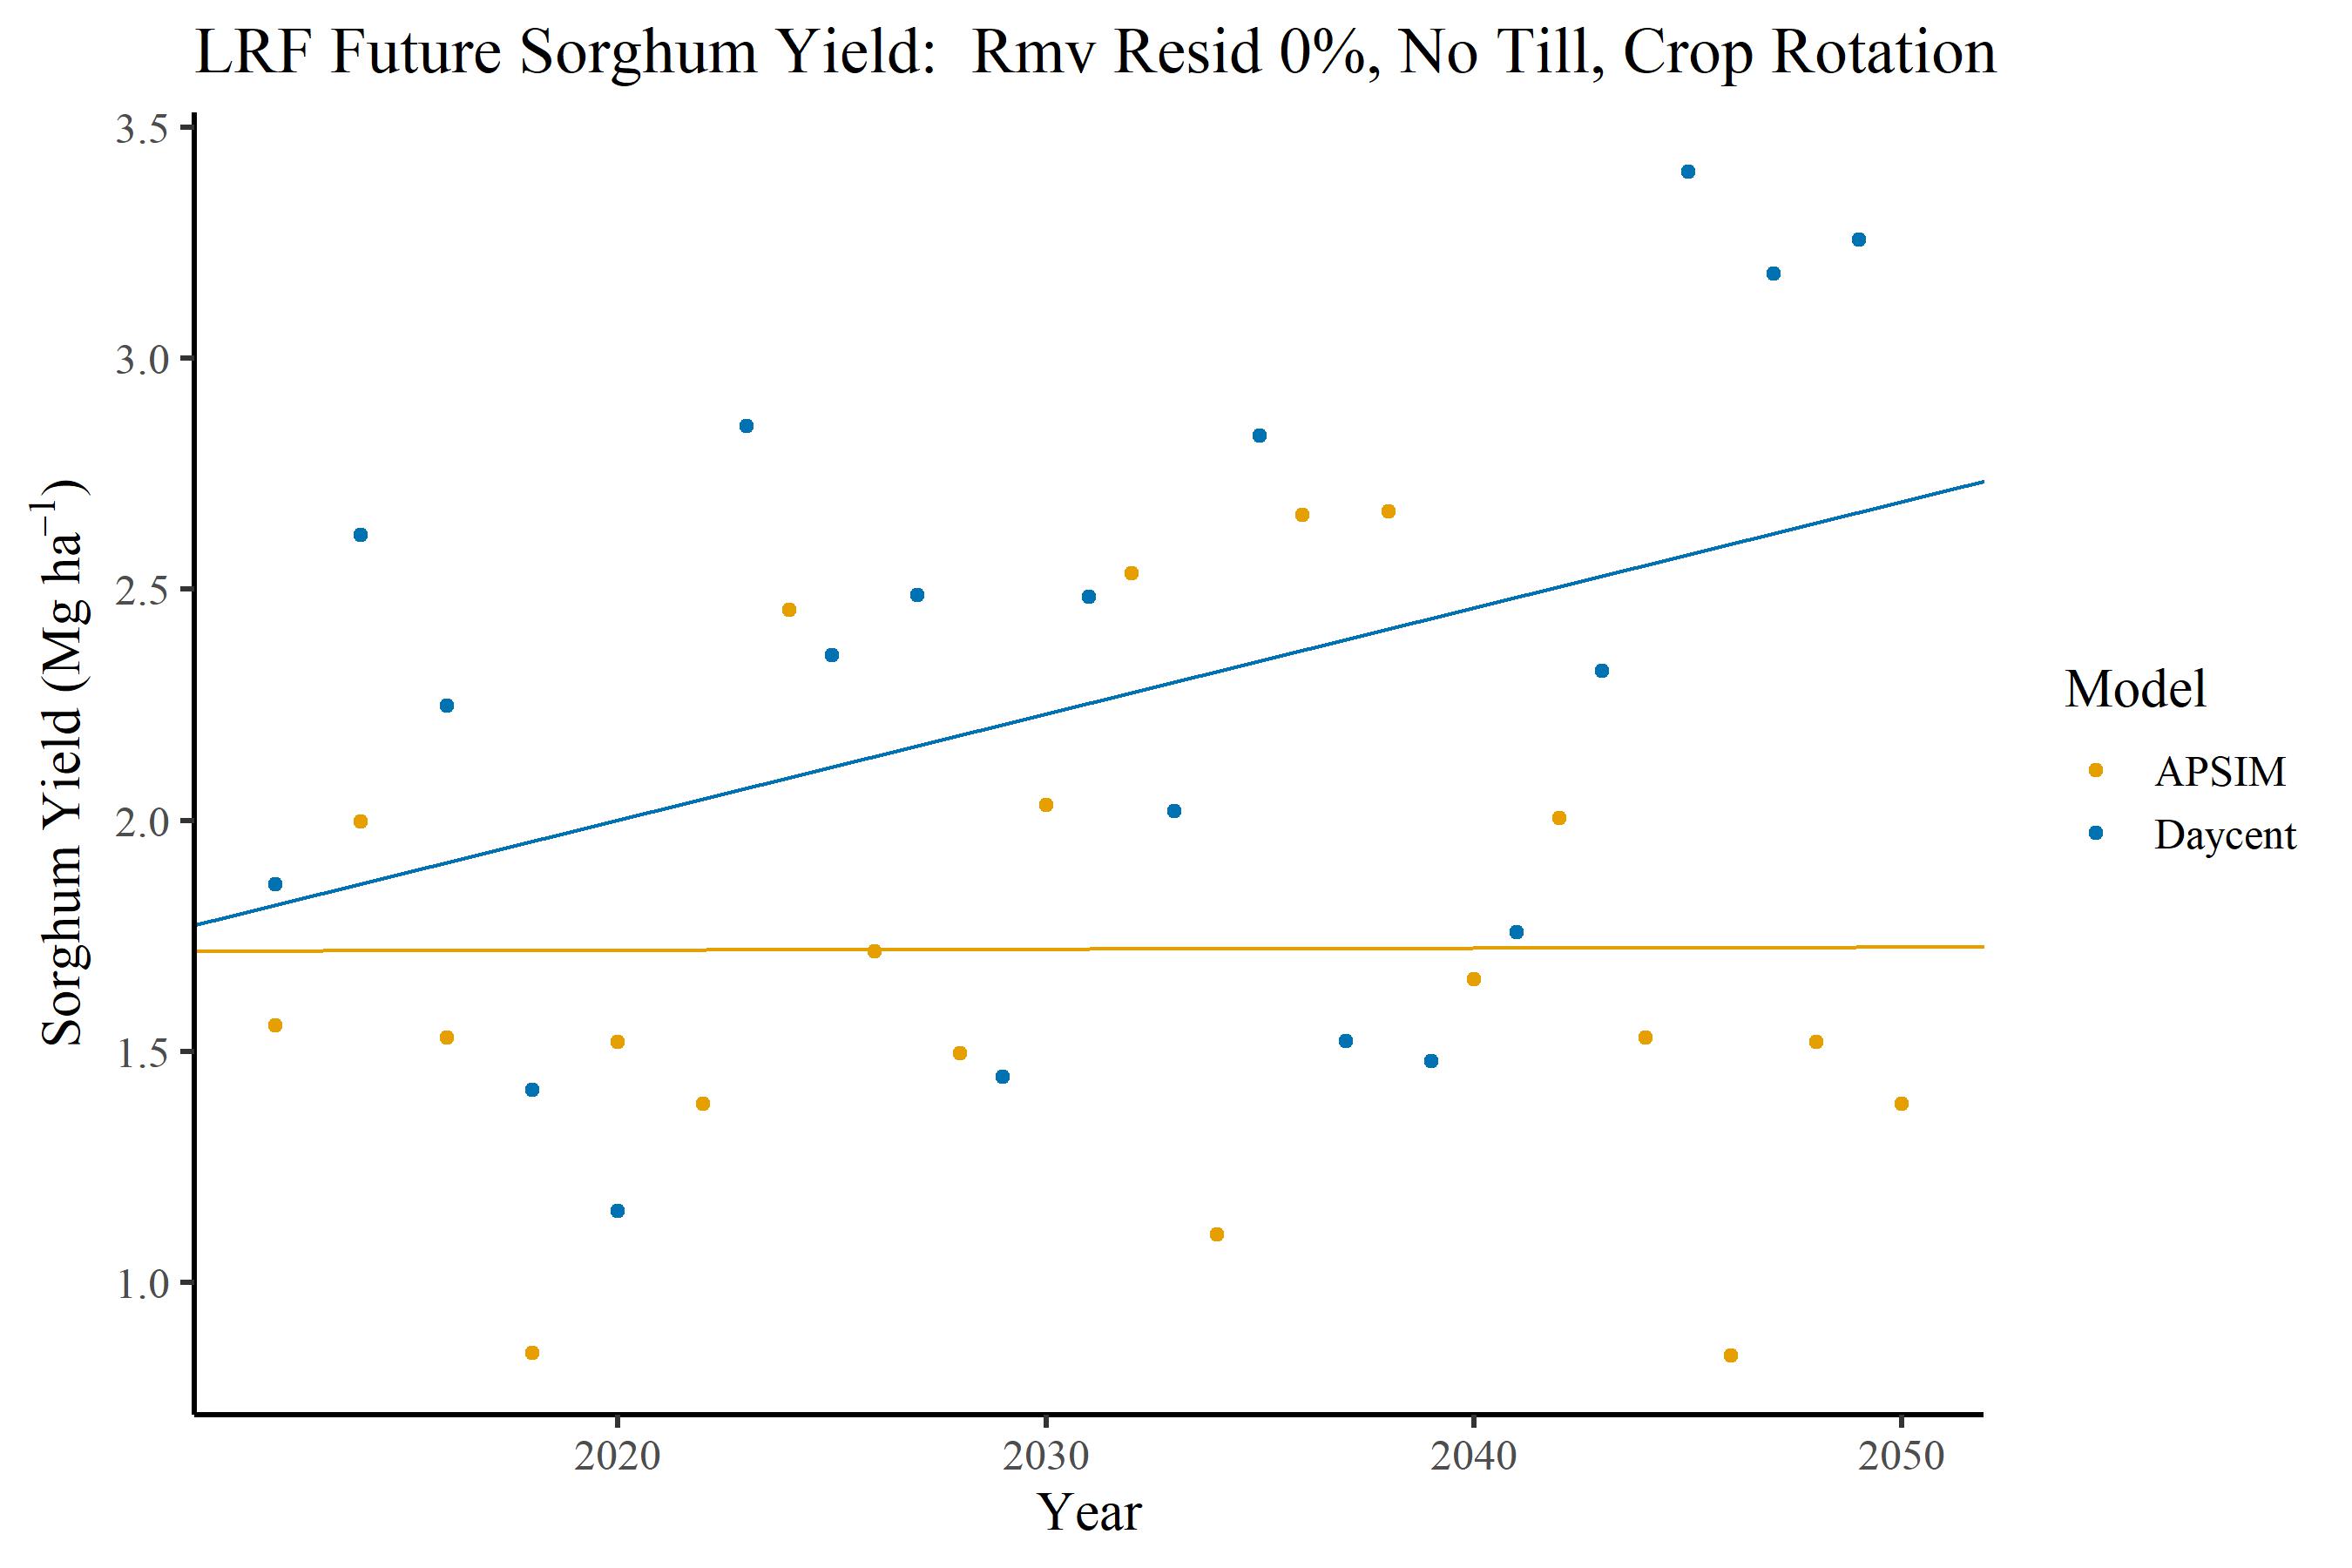 LRF Future Sorghum Yield:  Rmv Resid 0%, No Till, Crop Rotation
3.5
3.0
2.5
2.0
1.5
1.0
Sorghum Yield (Mg ha⁻¹)
2020
2030
2040
2050
Year
Model
APSIM
Daycent